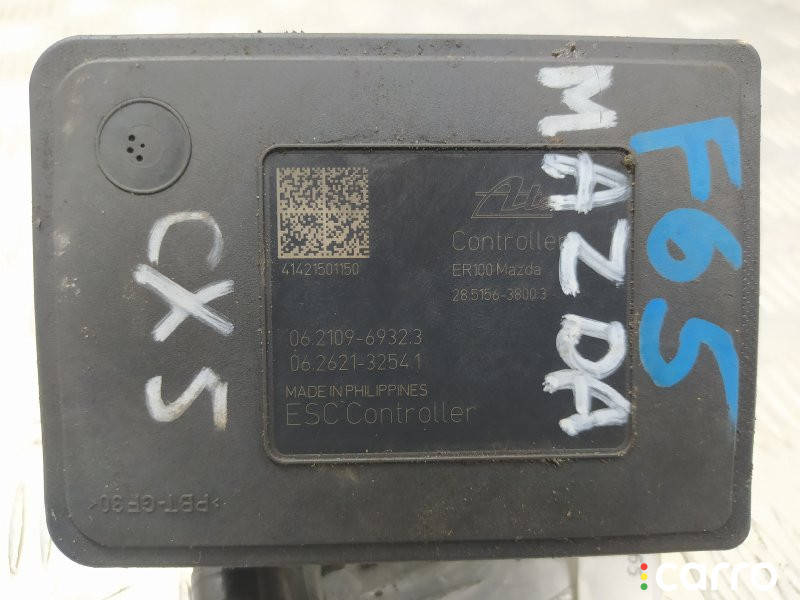 MAZDA
F65
CX5
Ate
41421501150
Controller
ER100 Mazda
28.5156-3800.3
06.2109-6932.3
06.2621-3254.1
MADE IN PHILIPPINES
ESC Controller
>PBT-GF30<
carro